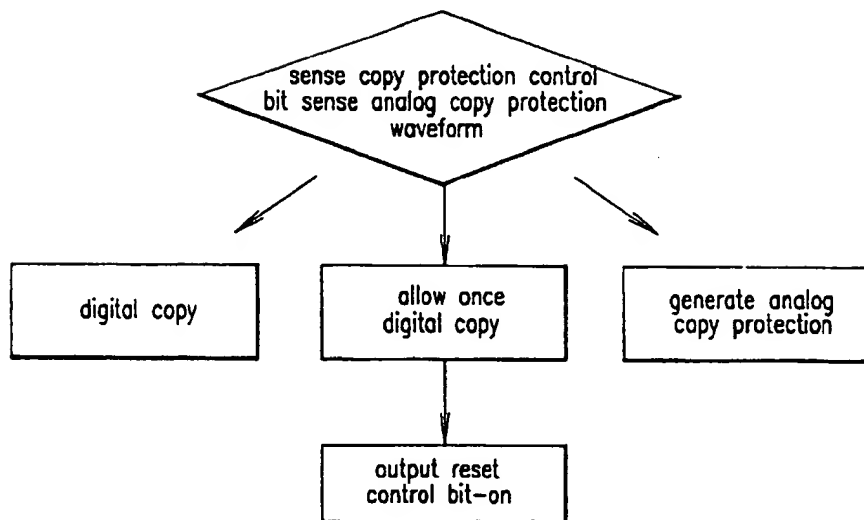 sense copy protection control
bit sense analog copy protection
waveform
digital copy
allow once
digital copy
generate analog
copy protection
output reset
control bit-on